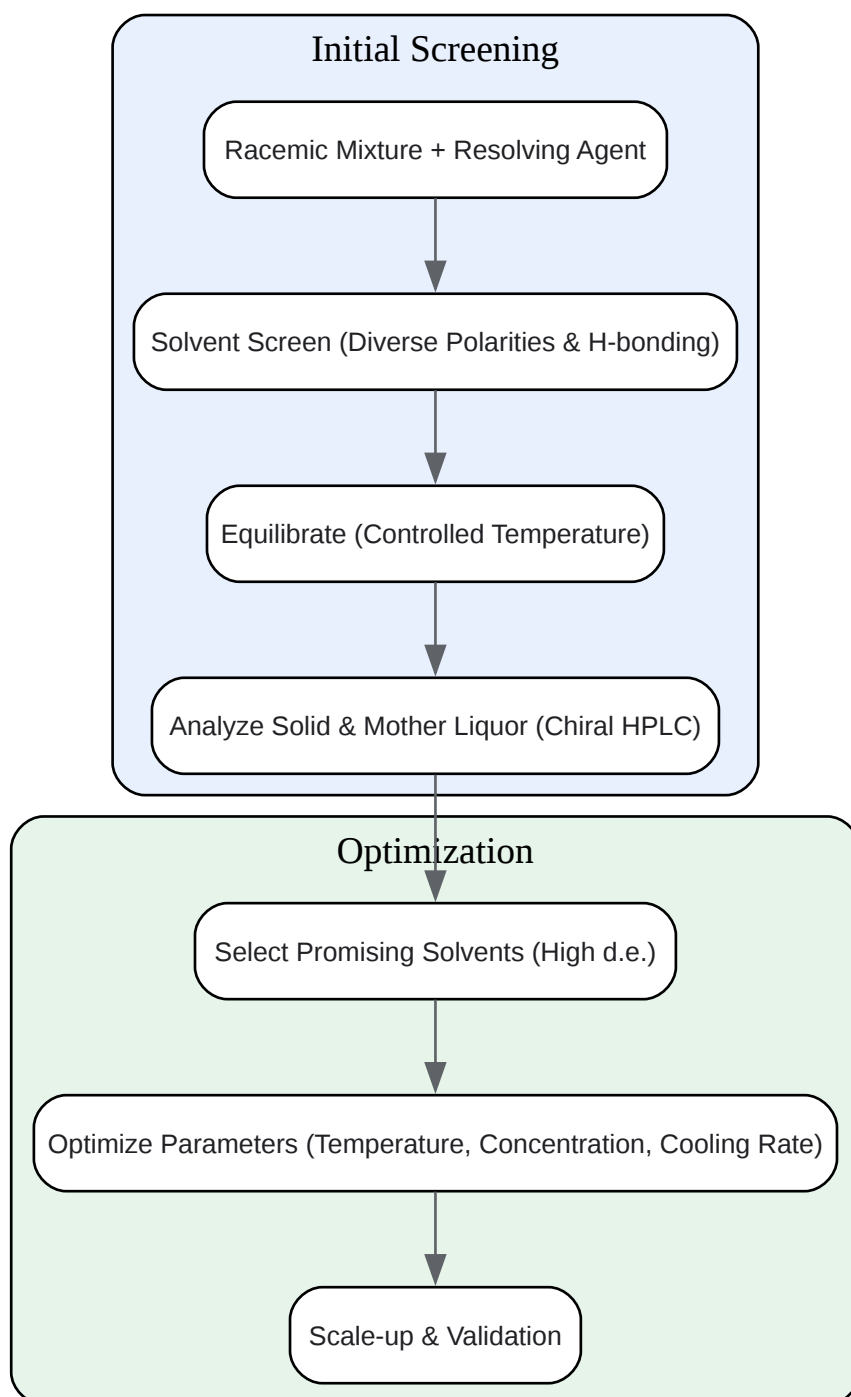 Initial Screening
Racemic Mixture + Resolving Agent
Solvent Screen (Diverse Polarities & H-bonding)
Equilibrate (Controlled Temperature)
Analyze Solid & Mother Liquor (Chiral HPLC)
Optimization
Select Promising Solvents (High d.e.)
Optimize Parameters (Temperature, Concentration, Cooling Rate)
Scale-up & Validation